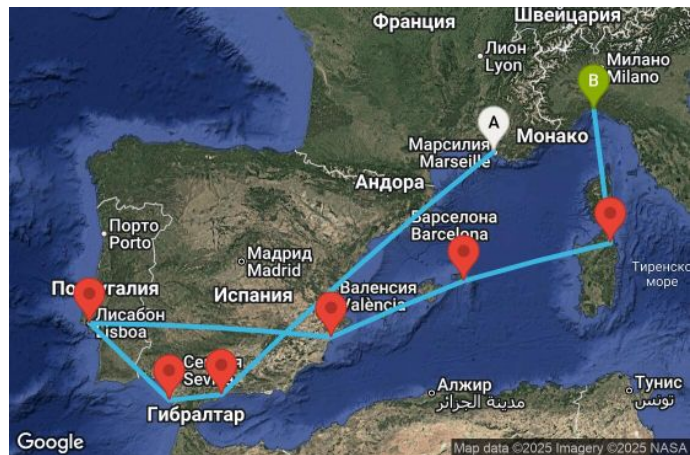 Франция
Швейцария
Лион
Lyon
Милано
Milano
B
A
Марсилия
Marseille
Монако
Андора
Порто
Porto
Барселона
Barcelona
Мадрид
Madrid
Тиренско
море
Испания
Валенсия
València
Лисабон
Lisboa
Гибралтар
Алжир
مدينة الجزائر
Тунис
تونس
Google
Map data ©2025 Imagery ©2025 NASA